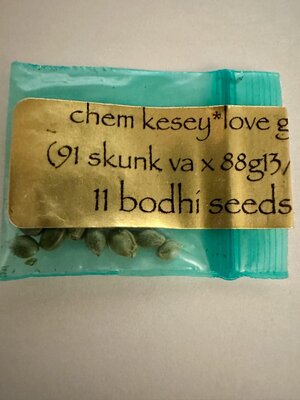 chem kesey*love g
(91 skunk va x 88g13/
11 bodhi seeds